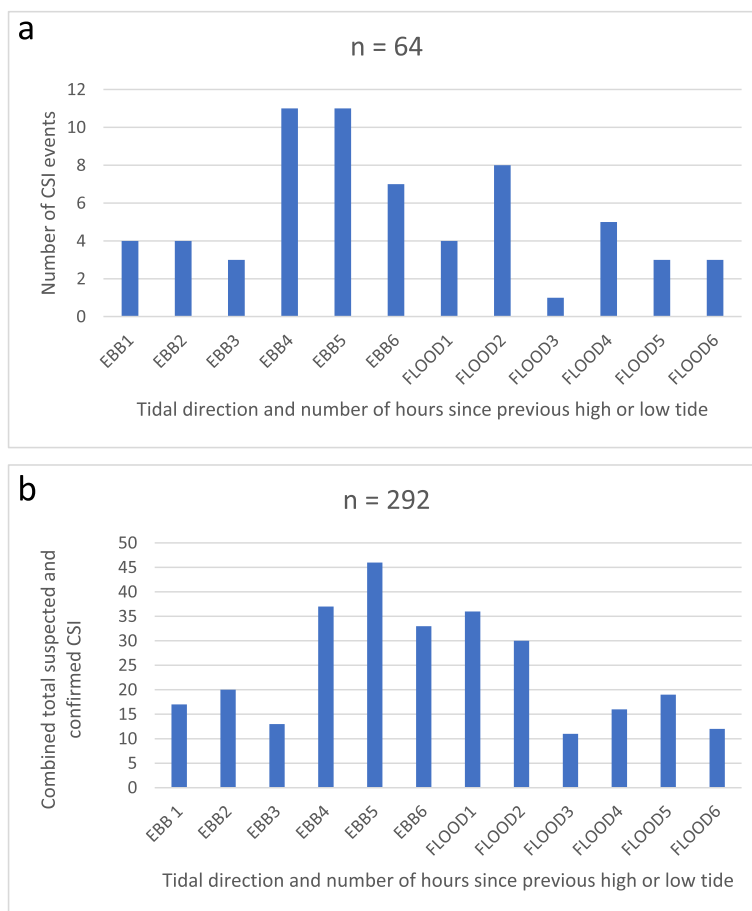 a
n = 64
Number of CSI events
12
10
8
6
4
2
0
EBB1
EBB2
EBB3
EBB4
EBB5
EBB6
FLOOD1
FLOOD2
FLOOD3
FLOOD4
FLOOD5
FLOOD6
Tidal direction and number of hours since previous high or low tide
b
n = 292
Combined total suspected and
confirmed CSI
50
45
40
35
30
25
20
15
10
5
0
EBB 1
EBB2
EBB3
EBB4
EBB5
EBB6
FLOOD1
FLOOD2
FLOOD3
FLOOD4
FLOOD5
FLOOD6
Tidal direction and number of hours since previous high or low tide